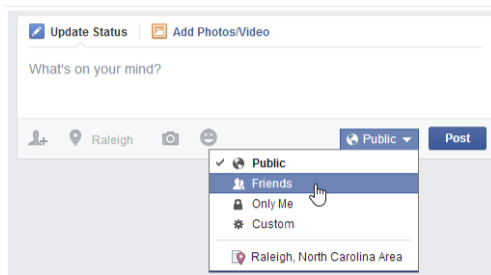 Update Status Add Photos/Video
What's on your mind?
Raleigh Public Post
Public
Friends
Only Me
Custom
Raleigh, North Carolina Area